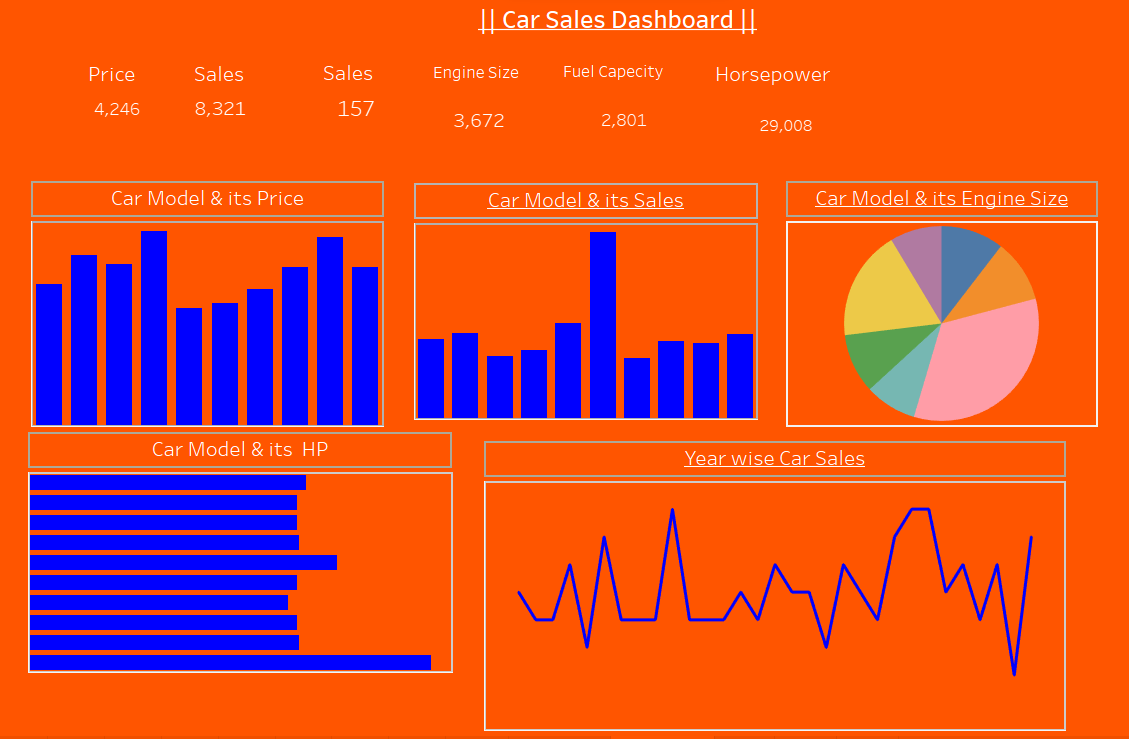 || Car Sales Dashboard ||
Price
4,246
Sales
8,321
Sales
157
Engine Size
3,672
Fuel Capacity
2,801
Horsepower
29,008
Car Model & its Price
Car Model & its Sales
Car Model & its Engine Size
Car Model & its  HP
Year wise Car Sales